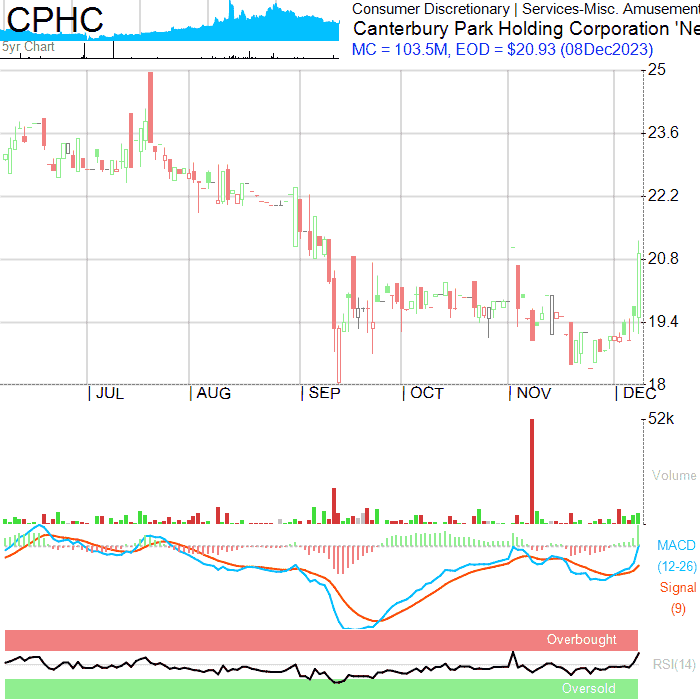 CPHC
5yr Chart
Consumer Discretionary | Services-Misc. Amusement
Canterbury Park Holding Corporation 'Ne
MC = 103.5M, EOD = $20.93 (08Dec2023)
25
23.6
22.2
20.8
19.4
18
JUL
AUG
SEP
OCT
NOV
DEC
52k
Volume
MACD
(12-26)
Signal
(9)
Overbought
RSI(14)
Oversold